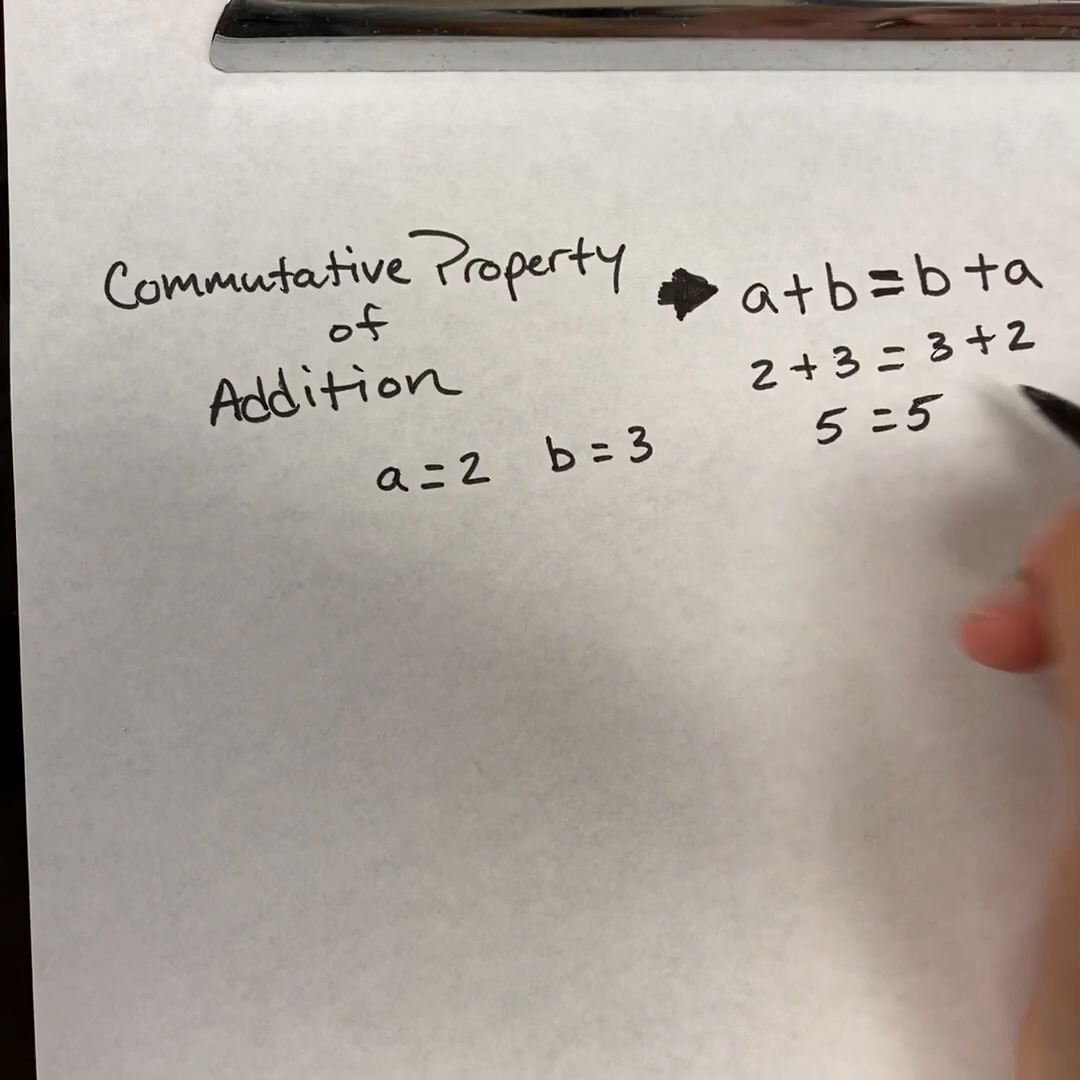 Commutative Property
of
Addition
a = 2 b = 3
a + b = b + a
2 + 3 = 3 + 2
5 = 5